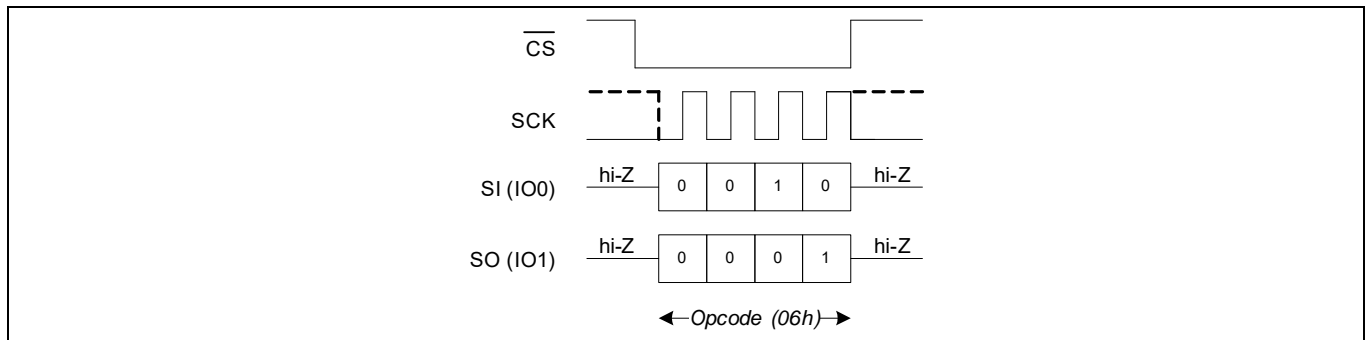 CS
SCK
SI (IO0) hi-Z 0 0 1 0 hi-Z
SO (IO1) hi-Z 0 0 0 1 hi-Z
Opcode (06h)